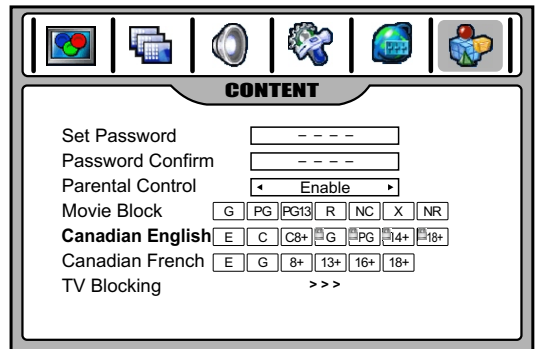 CONTENT
Set Password – – – –
Password Confirm – – – –
Parental Control ◂ Enable ▸
Movie Block G PG PG13 R NC X NR
Canadian English E C C8+ G PG 14+ 18+
Canadian French E G 8+ 13+ 16+ 18+
TV Blocking >>>